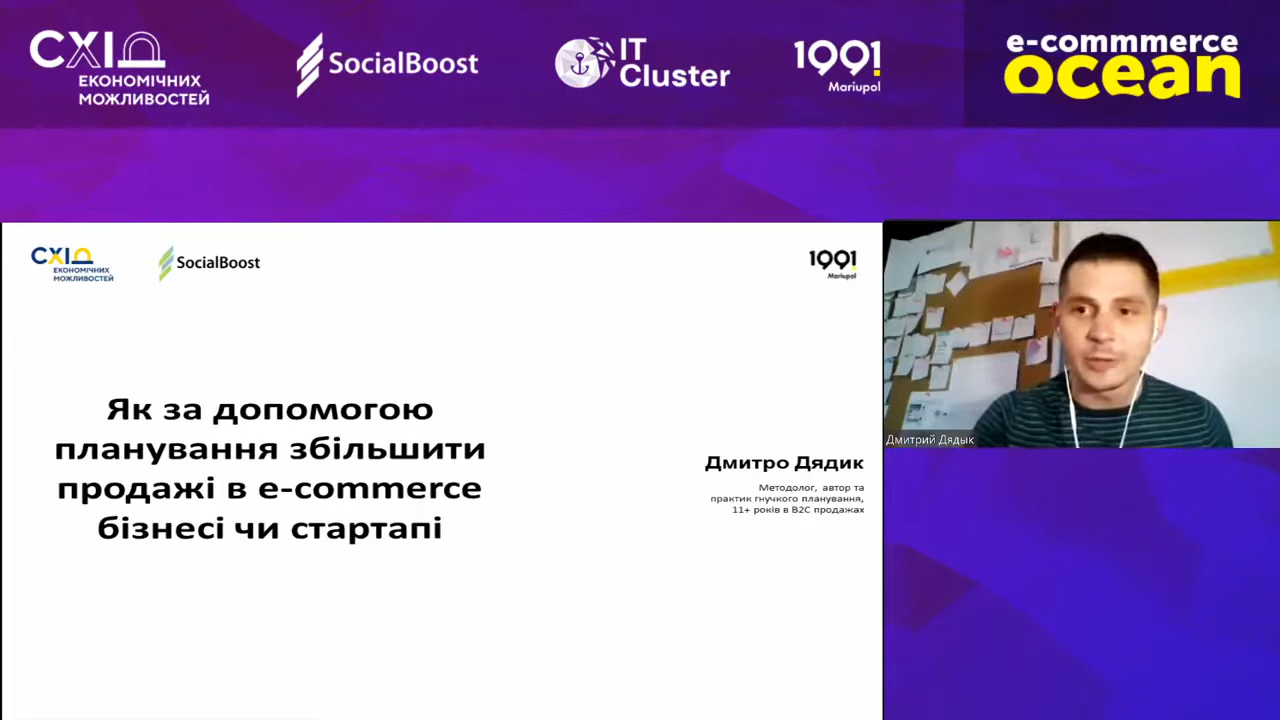 СХІД
ЕКОНОМІЧНИХ
МОЖЛИВОСТЕЙ
SocialBoost
IT
Cluster
1991
Mariupol
e-commmerce
ocean
СХІД
ЕКОНОМІЧНИХ
МОЖЛИВОСТЕЙ
SocialBoost
1991
Mariupol
Як за допомогою
планування збільшити
продажі в e-commerce
бізнесі чи стартапі
Дмитро Дядик
Методолог, автор та
практик гнучкого планування,
11+ років в B2C продажах
Дмитрий Дядык